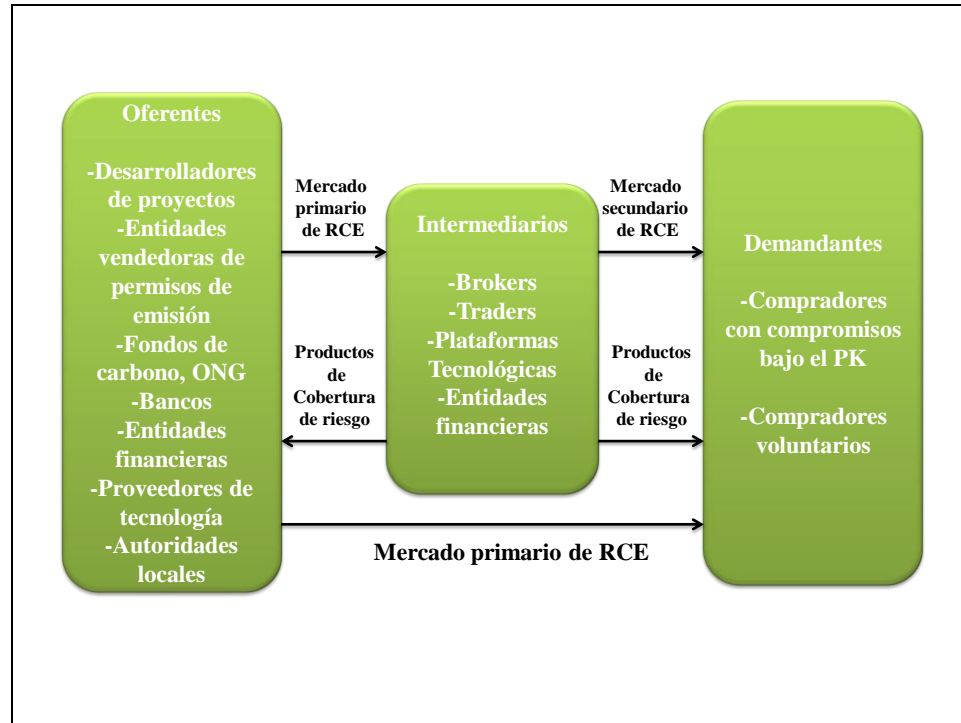 Oferentes
-Desarrolladores
de proyectos
-Entidades
vendedoras de
permisos de
emisión
-Fondos de
carbono, ONG
-Bancos
-Entidades
financieras
-Proveedores de
tecnología
-Autoridades
locales
Mercado
primario
de RCE
Productos
de
Cobertura
de riesgo
Intermediarios
-Brokers
-Traders
-Plataformas
Tecnológicas
-Entidades
financieras
Mercado
secundario
de RCE
Productos
de
Cobertura
de riesgo
Demandantes
-Compradores
con compromisos
bajo el PK
-Compradores
voluntarios
Mercado primario de RCE